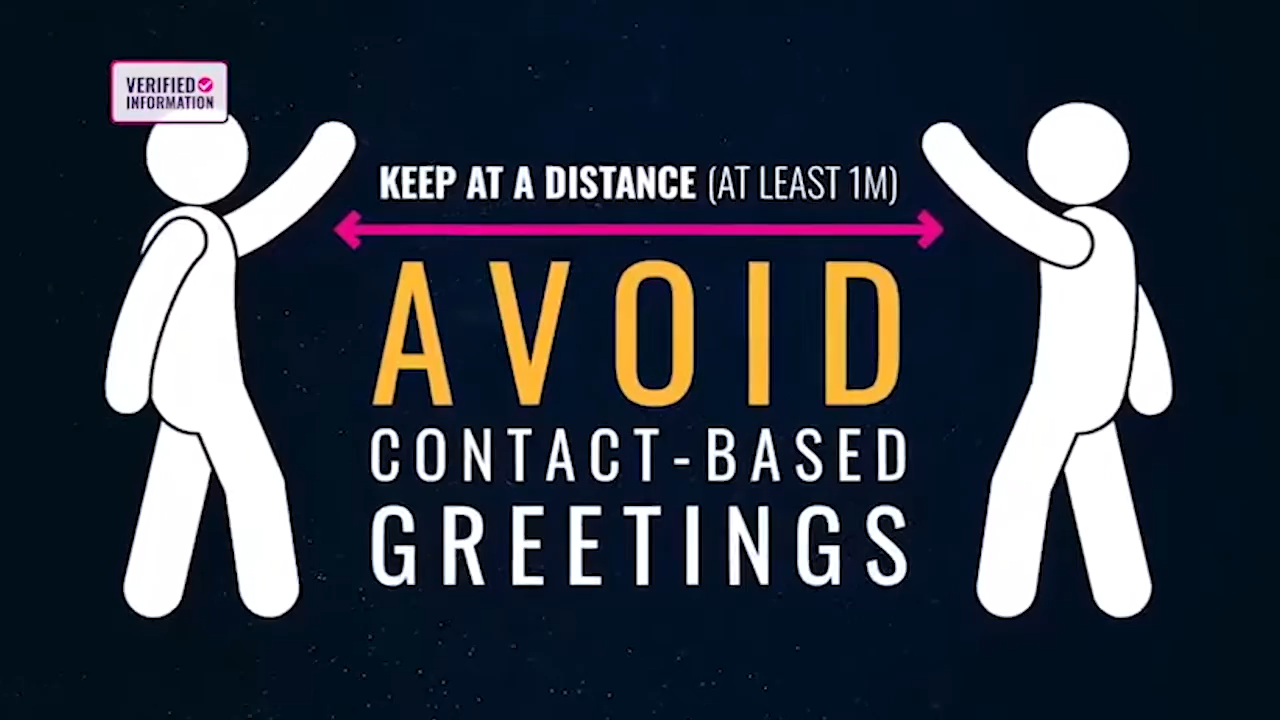 VERIFIED
INFORMATION
KEEP AT A DISTANCE (AT LEAST 1M)
AVOID
CONTACT-BASED
GREETINGS